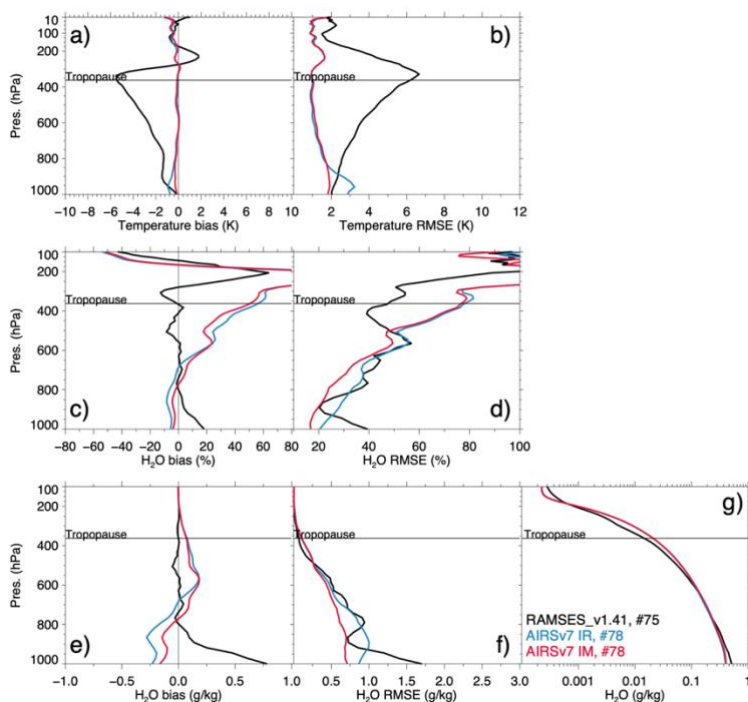 a)
b)
Tropopause
Pres. (hPa)
10
100
200
400
600
800
1000
−10 −8 −6 −4 −2 0 2 4 6 8 10
Temperature bias (K)
2 4 6 8 10 12
Temperature RMSE (K)
c)
d)
Tropopause
Pres. (hPa)
100
200
400
600
800
1000
−80 −60 −40 −20 0 20 40 60 80
H₂O bias (%)
20 40 60 80 100
H₂O RMSE (%)
e)
f)
g)
Tropopause
Tropopause
Tropopause
Pres. (hPa)
100
200
400
600
800
1000
−1.0 −0.5 0.0 0.5 1.0
H₂O bias (g/kg)
0.5 1.0 1.5 2.0 2.5 3.0
H₂O RMSE (g/kg)
0.001 0.01 0.1 1
H₂O (g/kg)
RAMSES_v1.41, #75
AIRSv7 IR, #78
AIRSv7 IM, #78